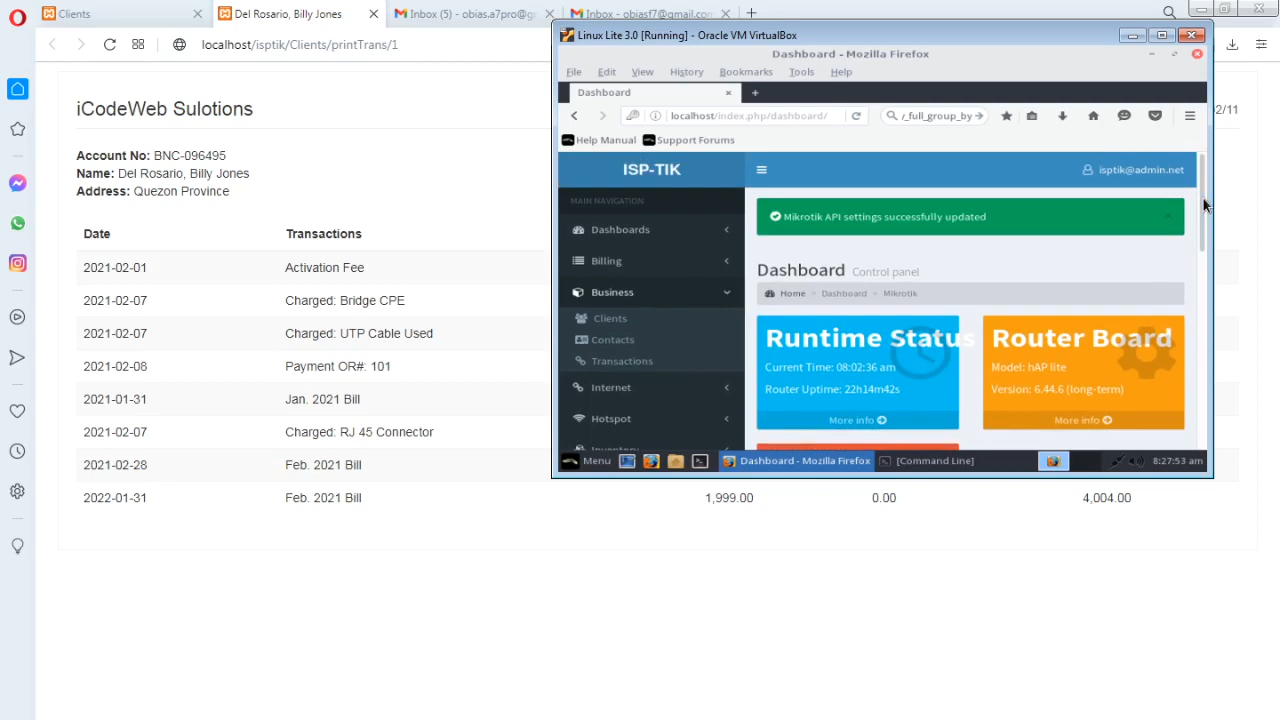 Clients
Del Rosario, Billy Jones
Inbox (5) - obias.a7pro@g
Inbox - obiasf7@gmail.com
localhost/isptik/Clients/printTrans/1
iCodeWeb Sulotions
2/11
Account No: BNC-096495
Name: Del Rosario, Billy Jones
Address: Quezon Province
Date Transactions
2021-02-01 Activation Fee
2021-02-07 Charged: Bridge CPE
2021-02-07 Charged: UTP Cable Used
2021-02-08 Payment OR#: 101
2021-01-31 Jan. 2021 Bill
2021-02-07 Charged: RJ 45 Connector
2021-02-28 Feb. 2021 Bill
2022-01-31 Feb. 2021 Bill 1,999.00 0.00 4,004.00
Linux Lite 3.0 [Running] - Oracle VM VirtualBox
Dashboard - Mozilla Firefox
File Edit View History Bookmarks Tools Help
Dashboard
localhost/index.php/dashboard/
/_full_group_by
Help Manual Support Forums
ISP-TIK
isptik@admin.net
MAIN NAVIGATION
Dashboards
Billing
Business
Clients
Contacts
Transactions
Internet
Hotspot
Inventory
Mikrotik API settings successfully updated
Dashboard Control panel
Home > Dashboard > Mikrotik
Runtime Status
Current Time: 08:02:36 am
Router Uptime: 22h14m42s
More info
Router Board
Model: hAP lite
Version: 6.44.6 (long-term)
More info
Menu
Dashboard - Mozilla Firefox
[Command Line]
8:27:53 am